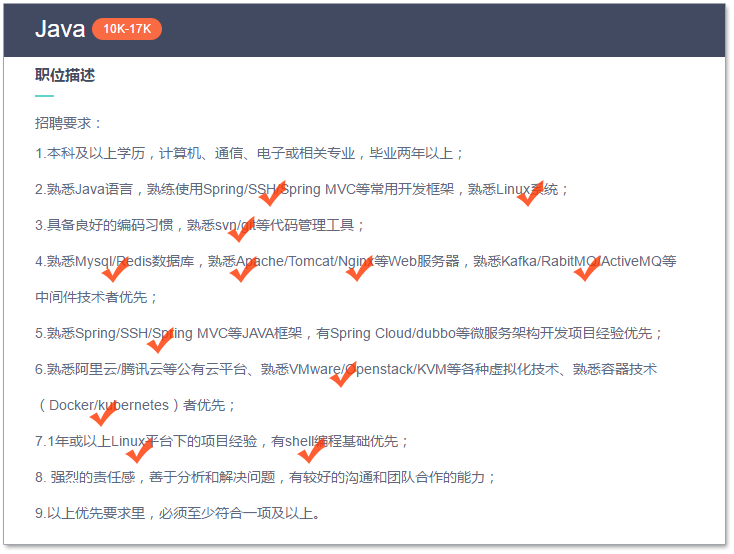 Java 10K-17K
职位描述
招聘要求：
1.本科及以上学历，计算机、通信、电子或相关专业，毕业两年以上；
2.熟悉Java语言，熟练使用Spring/SSH/Spring MVC等常用开发框架，熟悉Linux系统；
3.具备良好的编码习惯，熟悉svn/git等代码管理工具；
4.熟悉Mysql/Redis数据库，熟悉Apache/Tomcat/Nginx等Web服务器，熟悉Kafka/RabitMQ/ActiveMQ等
中间件技术者优先；
5.熟悉Spring/SSH/Spring MVC等JAVA框架，有Spring Cloud/dubbo等微服务架构开发项目经验优先；
6.熟悉阿里云/腾讯云等公有云平台、熟悉VMware/Openstack/KVM等各种虚拟化技术、熟悉容器技术
（Docker/kubernetes）者优先；
7.1年或以上Linux平台下的项目经验，有shell编程基础优先；
8. 强烈的责任感，善于分析和解决问题，有较好的沟通和团队合作的能力；
9.以上优先要求里，必须至少符合一项及以上。